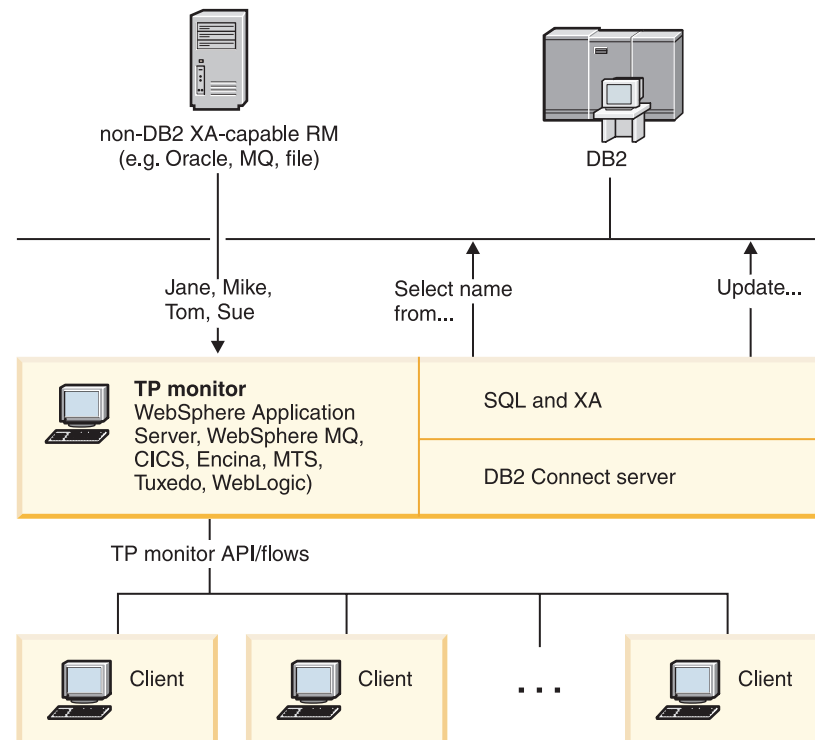 non-DB2 XA-capable RM
(e.g. Oracle, MQ, file)
DB2
Jane, Mike,
Tom, Sue
Select name
from...
Update...
TP monitor
WebSphere Application
Server, WebSphere MQ,
CICS, Encina, MTS,
Tuxedo, WebLogic)
SQL and XA
DB2 Connect server
TP monitor API/flows
Client
Client
...
Client